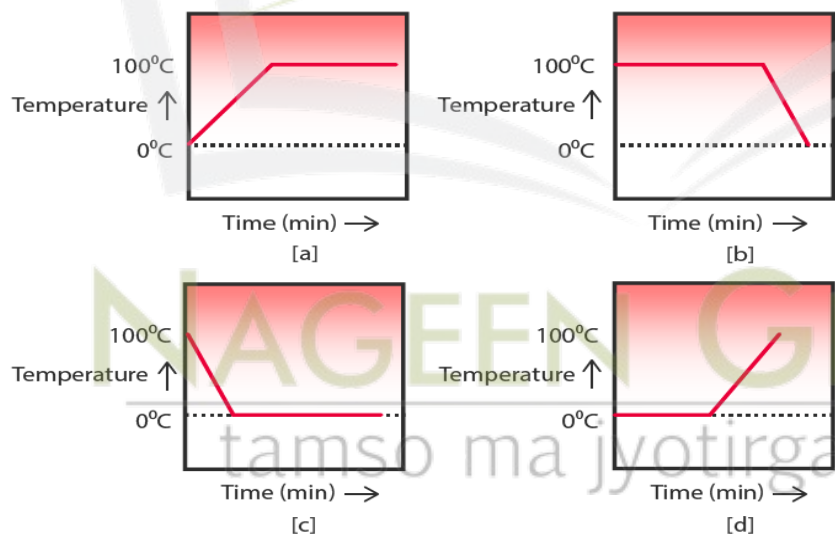 100⁰C
Temperature ↑
0⁰C
Time (min) →
[a]
100⁰C
Temperature ↑
0⁰C
Time (min) →
[b]
NAGEEN G
100⁰C
Temperature ↑
0⁰C
Time (min) →
[c]
100⁰C
Temperature ↑
0⁰C
Time (min) →
[d]
tamso ma jyotirga